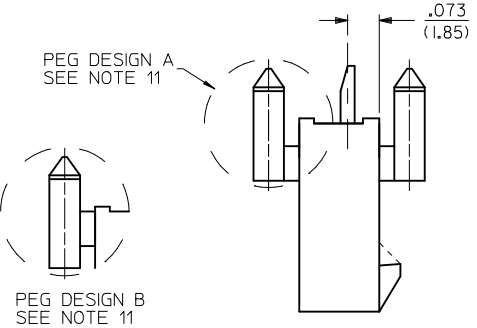 .073
(1.85)
PEG DESIGN A
SEE NOTE 11
PEG DESIGN B
SEE NOTE 11